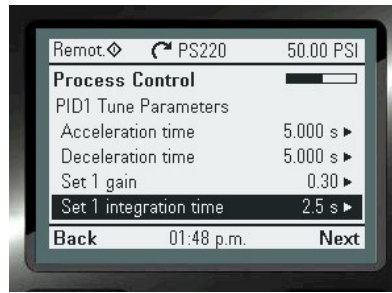 Remot. PS220 50.00 PSI
Process Control
PID1 Tune Parameters
Acceleration time 5.000 s
Deceleration time 5.000 s
Set 1 gain 0.30
Set 1 integration time 2.5 s
Back 01:48 p.m. Next